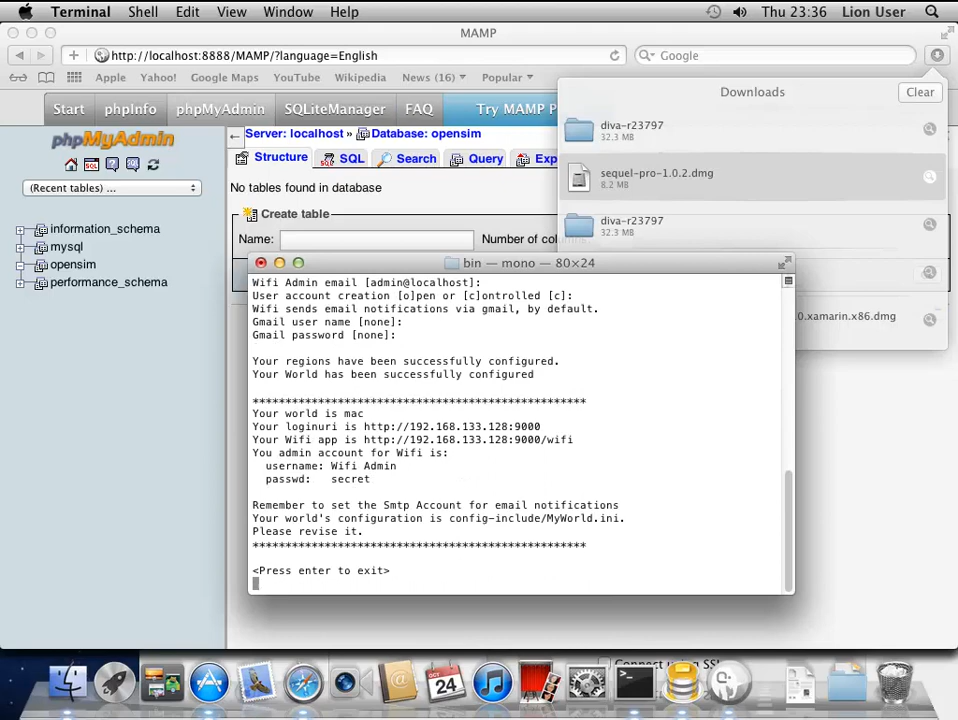 Terminal Shell Edit View Window Help Thu 23:36 Lion User
MAMP
http://localhost:8888/MAMP/?language=English
Google
Apple Yahoo! Google Maps YouTube Wikipedia News (16) Popular
Start phpInfo phpMyAdmin SQLiteManager FAQ Try MAMP P
Downloads
Clear
diva-r23797
32.3 MB
sequel-pro-1.0.2.dmg
8.2 MB
diva-r23797
32.3 MB
0.xamarin.x86.dmg
phpMyAdmin
(Recent tables) ...
information_schema
mysql
opensim
performance_schema
Server: localhost » Database: opensim
Structure SQL Search Query Exp
No tables found in database
Create table
Name: Number of colu
bin — mono — 80×24
Wifi Admin email [admin@localhost]:
User account creation [o]pen or [c]ontrolled [c]:
Wifi sends email notifications via gmail, by default.
Gmail user name [none]:
Gmail password [none]:
Your regions have been successfully configured.
Your World has been successfully configured
***************************************************
Your world is mac
Your loginuri is http://192.168.133.128:9000
Your Wifi app is http://192.168.133.128:9000/wifi
You admin account for Wifi is:
username: Wifi Admin
passwd: secret
Remember to set the Smtp Account for email notifications
Your world's configuration is config-include/MyWorld.ini.
Please revise it.
***************************************************
<Press enter to exit>
24